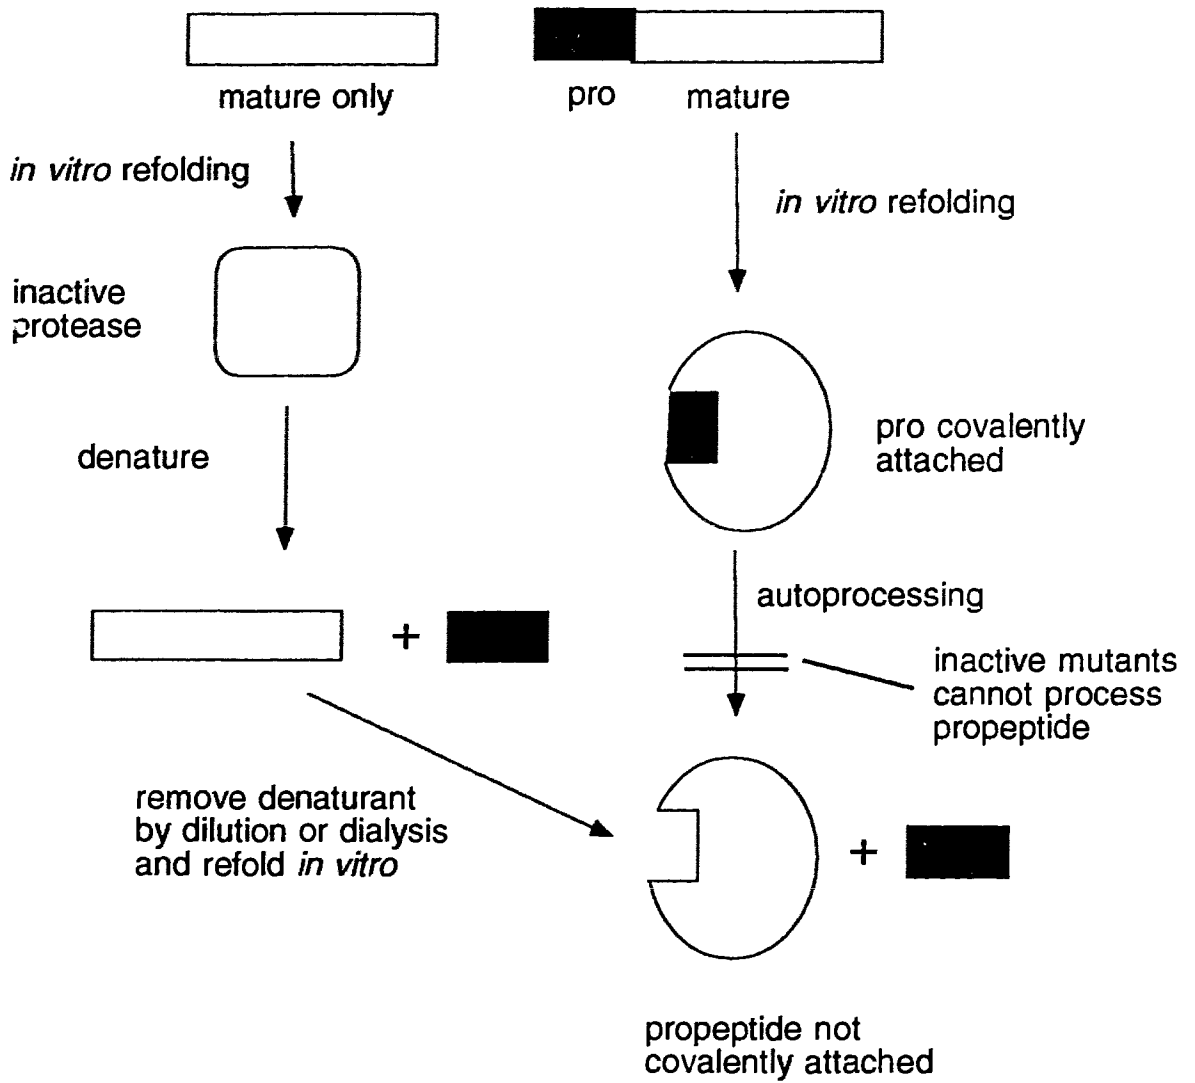 mature only
pro mature
in vitro refolding
in vitro refolding
inactive
protease
pro covalently
attached
denature
autoprocessing
+
inactive mutants
cannot process
propeptide
remove denaturant
by dilution or dialysis
and refold in vitro
+
propeptide not
covalently attached